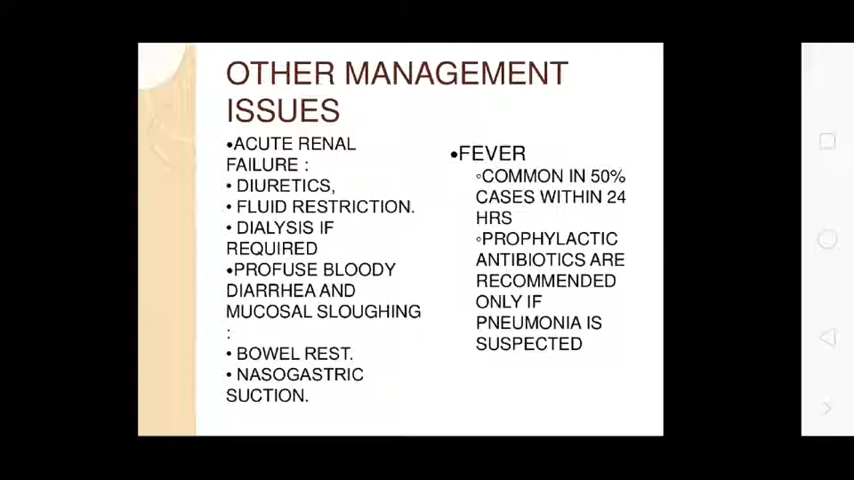 OTHER MANAGEMENT
ISSUES
•ACUTE RENAL
FAILURE :
• DIURETICS,
• FLUID RESTRICTION.
• DIALYSIS IF
REQUIRED
•PROFUSE BLOODY
DIARRHEA AND
MUCOSAL SLOUGHING
:
• BOWEL REST.
• NASOGASTRIC
SUCTION.
•FEVER
◦COMMON IN 50%
CASES WITHIN 24
HRS
◦PROPHYLACTIC
ANTIBIOTICS ARE
RECOMMENDED
ONLY IF
PNEUMONIA IS
SUSPECTED